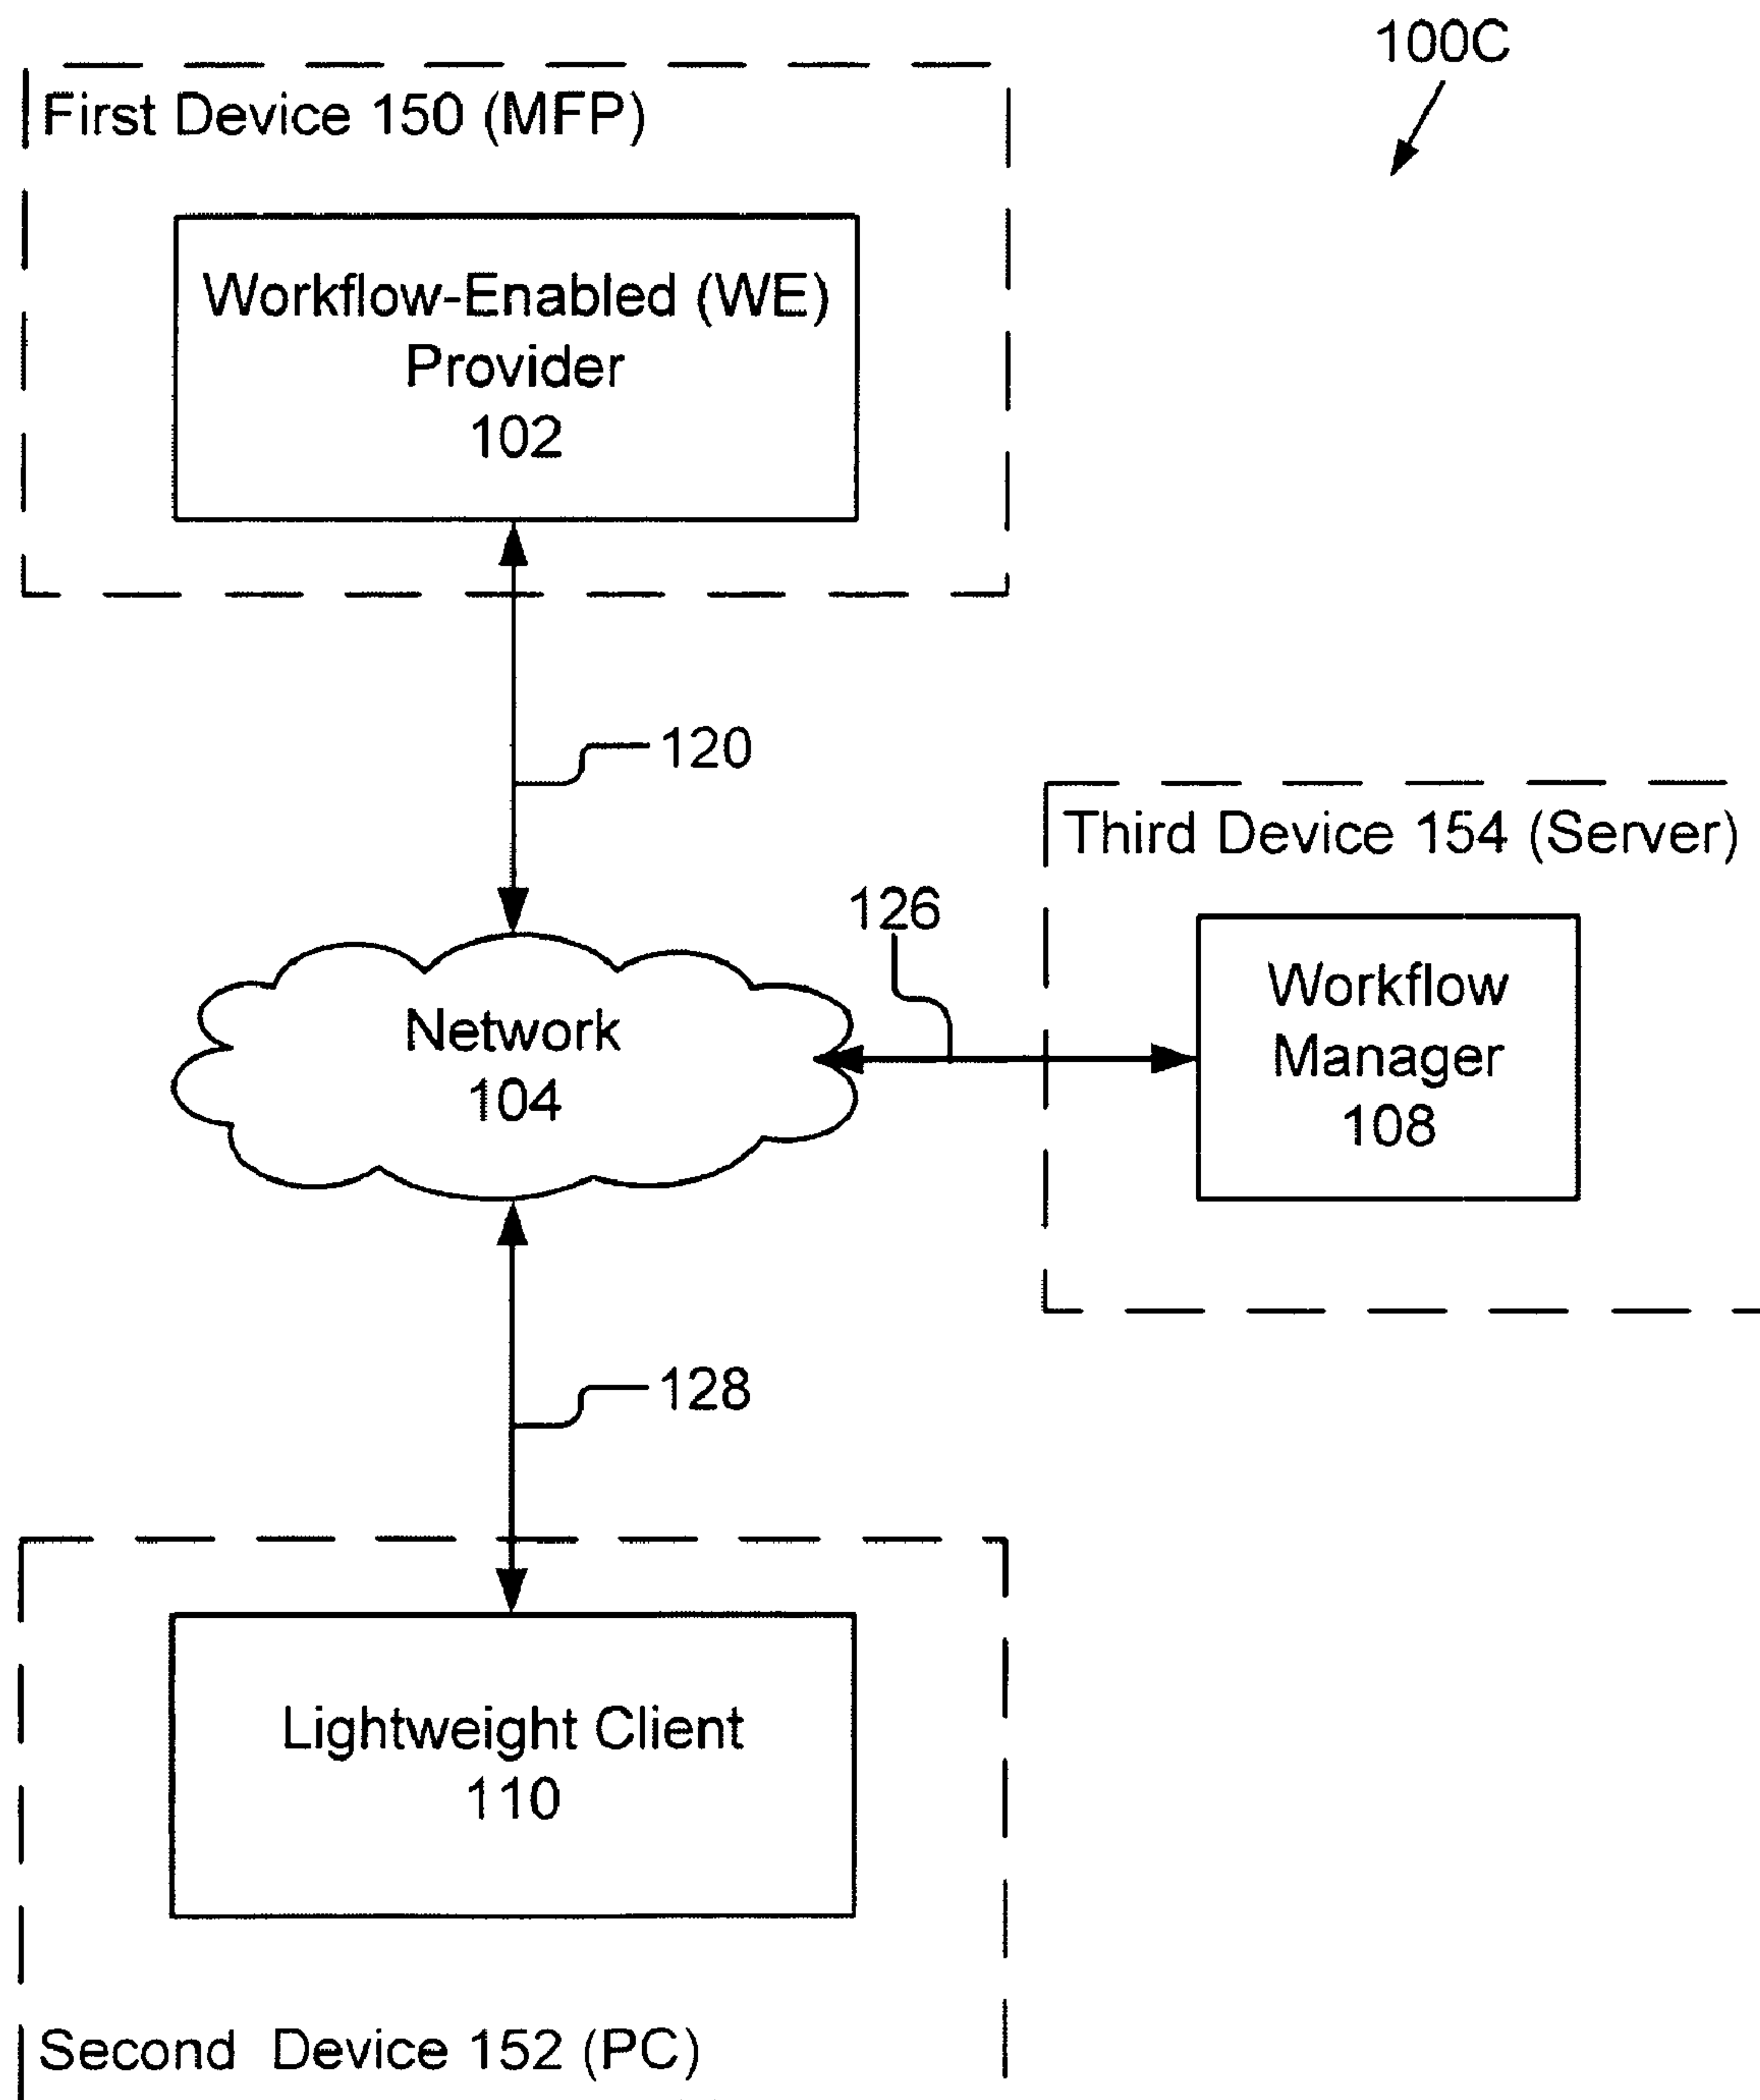 100C
First Device 150 (MFP)
Workflow-Enabled (WE)
Provider
102
120
Third Device 154 (Server)
126
Workflow
Manager
108
Network
104
128
Lightweight Client
110
Second Device 152 (PC)